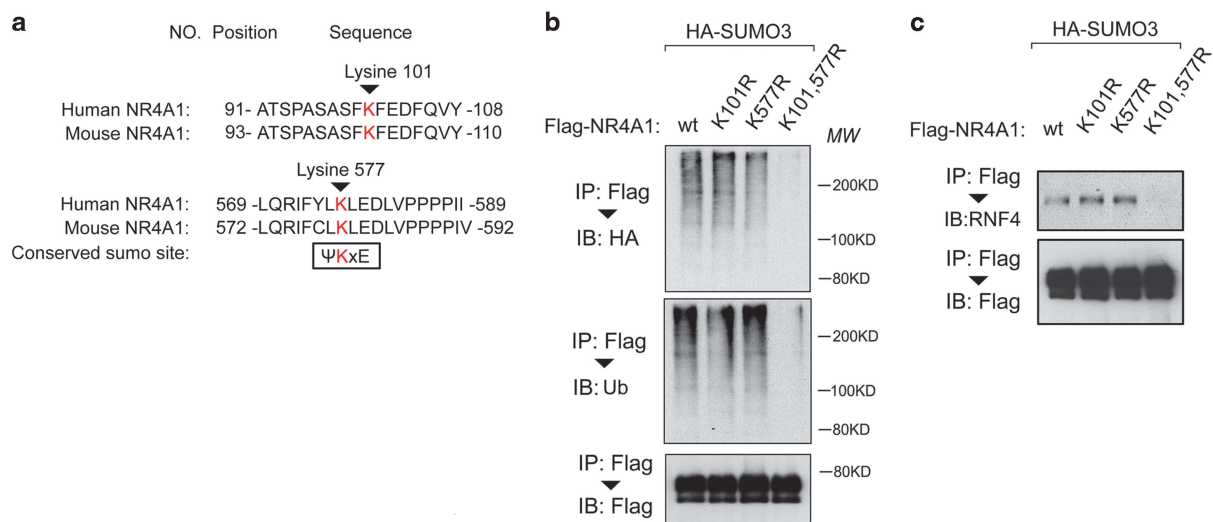 a
NO. Position Sequence
Lysine 101
Human NR4A1: 91- ATSPASASFKFEDFQVY -108
Mouse NR4A1: 93- ATSPASASFKFEDFQVY -110
Lysine 577
Human NR4A1: 569 -LQRIFYLKLEDLVPPPPII -589
Mouse NR4A1: 572 -LQRIFCLKLEDLVPPPPIV -592
Conserved sumo site: ΨKxE
b
HA-SUMO3
Flag-NR4A1: wt K101R K577R K101,577R
MW
IP: Flag
IB: HA
200KD
100KD
80KD
IP: Flag
IB: Ub
200KD
100KD
80KD
IP: Flag
IB: Flag
80KD
c
HA-SUMO3
Flag-NR4A1: wt K101R K577R K101,577R
IP: Flag
IB:RNF4
IP: Flag
IB: Flag